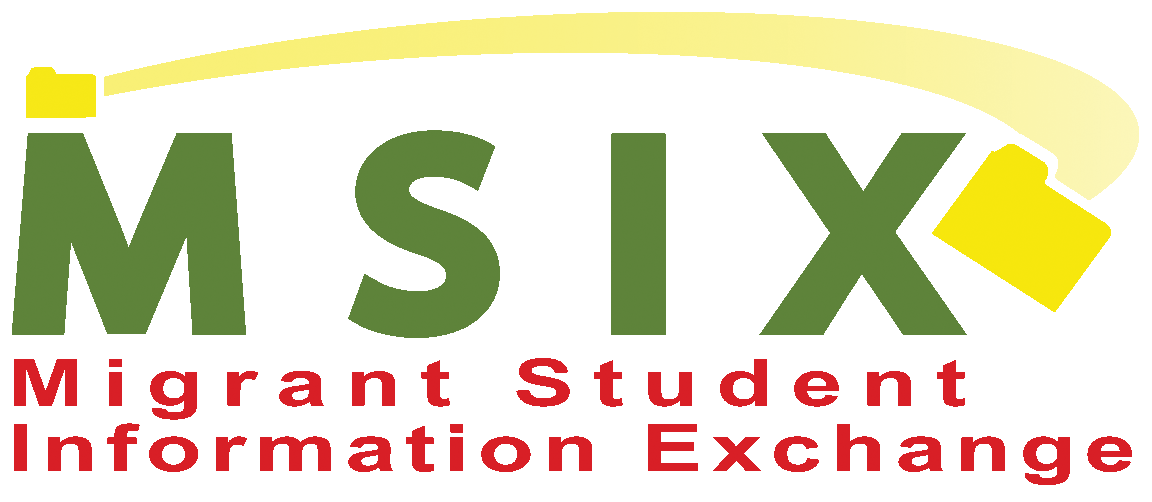 MSIX
Migrant Student
Information Exchange